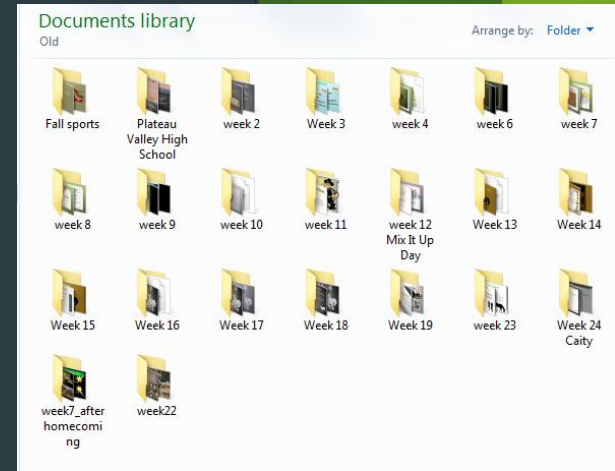 Documents library
Old
Arrange by: Folder
Fall sports
Plateau
Valley High
School
week 2
Week 3
week 4
week 6
week 7
week 8
week 9
week 10
week 11
week 12
Mix It Up
Day
Week 13
Week 14
Week 15
Week 16
Week 17
Week 18
Week 19
week 23
Week 24
Caity
week7_after
homecomi
ng
week22